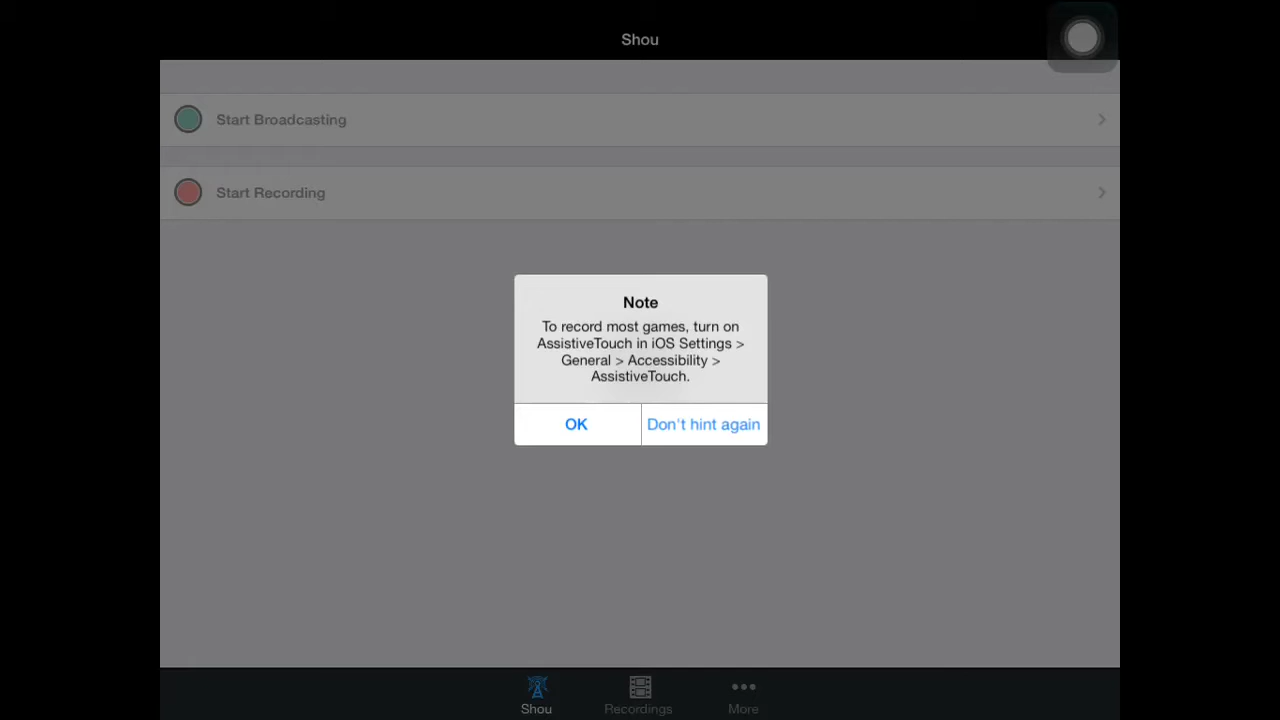 Shou
Start Broadcasting
Start Recording
Note
To record most games, turn on
AssistiveTouch in iOS Settings >
General > Accessibility >
AssistiveTouch.
OK
Don't hint again
Shou
Recordings
More